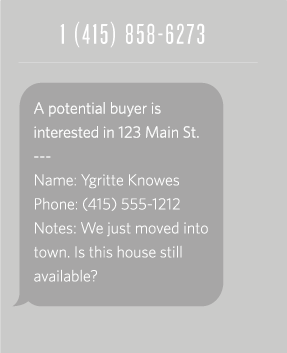 1 (415) 858-6273
A potential buyer is
interested in 123 Main St.
---
Name: Ygritte Knowes
Phone: (415) 555-1212
Notes: We just moved into
town. Is this house still
available?